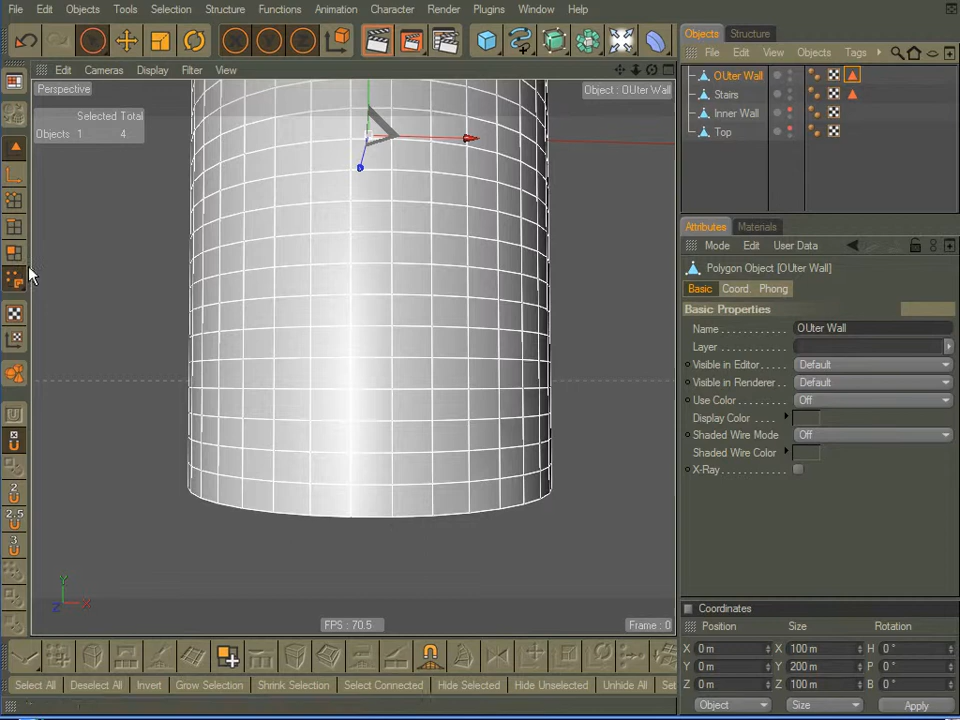 File Edit Objects Tools Selection Structure Functions Animation Character Render Plugins Window Help
Edit Cameras Display Filter View
Perspective
Object : OUter Wall
Selected Total
Objects 1 4
Objects Structure
File Edit View Objects Tags
OUter Wall
Stairs
Inner Wall
Top
Attributes Materials
Mode Edit User Data
Polygon Object [OUter Wall]
Basic Coord. Phong
Basic Properties
Name OUter Wall
Layer
Visible in Editor Default
Visible in Renderer Default
Use Color Off
Display Color
Shaded Wire Mode Off
Shaded Wire Color
X-Ray
2
2.5
3
Y
X
Z
FPS : 70.5
Frame : 0
Coordinates
Position Size Rotation
X 0 m X 100 m H 0 °
Y 0 m Y 200 m P 0 °
Z 0 m Z 100 m B 0 °
Object Size Apply
Select All Deselect All Invert Grow Selection Shrink Selection Select Connected Hide Selected Hide Unselected Unhide All